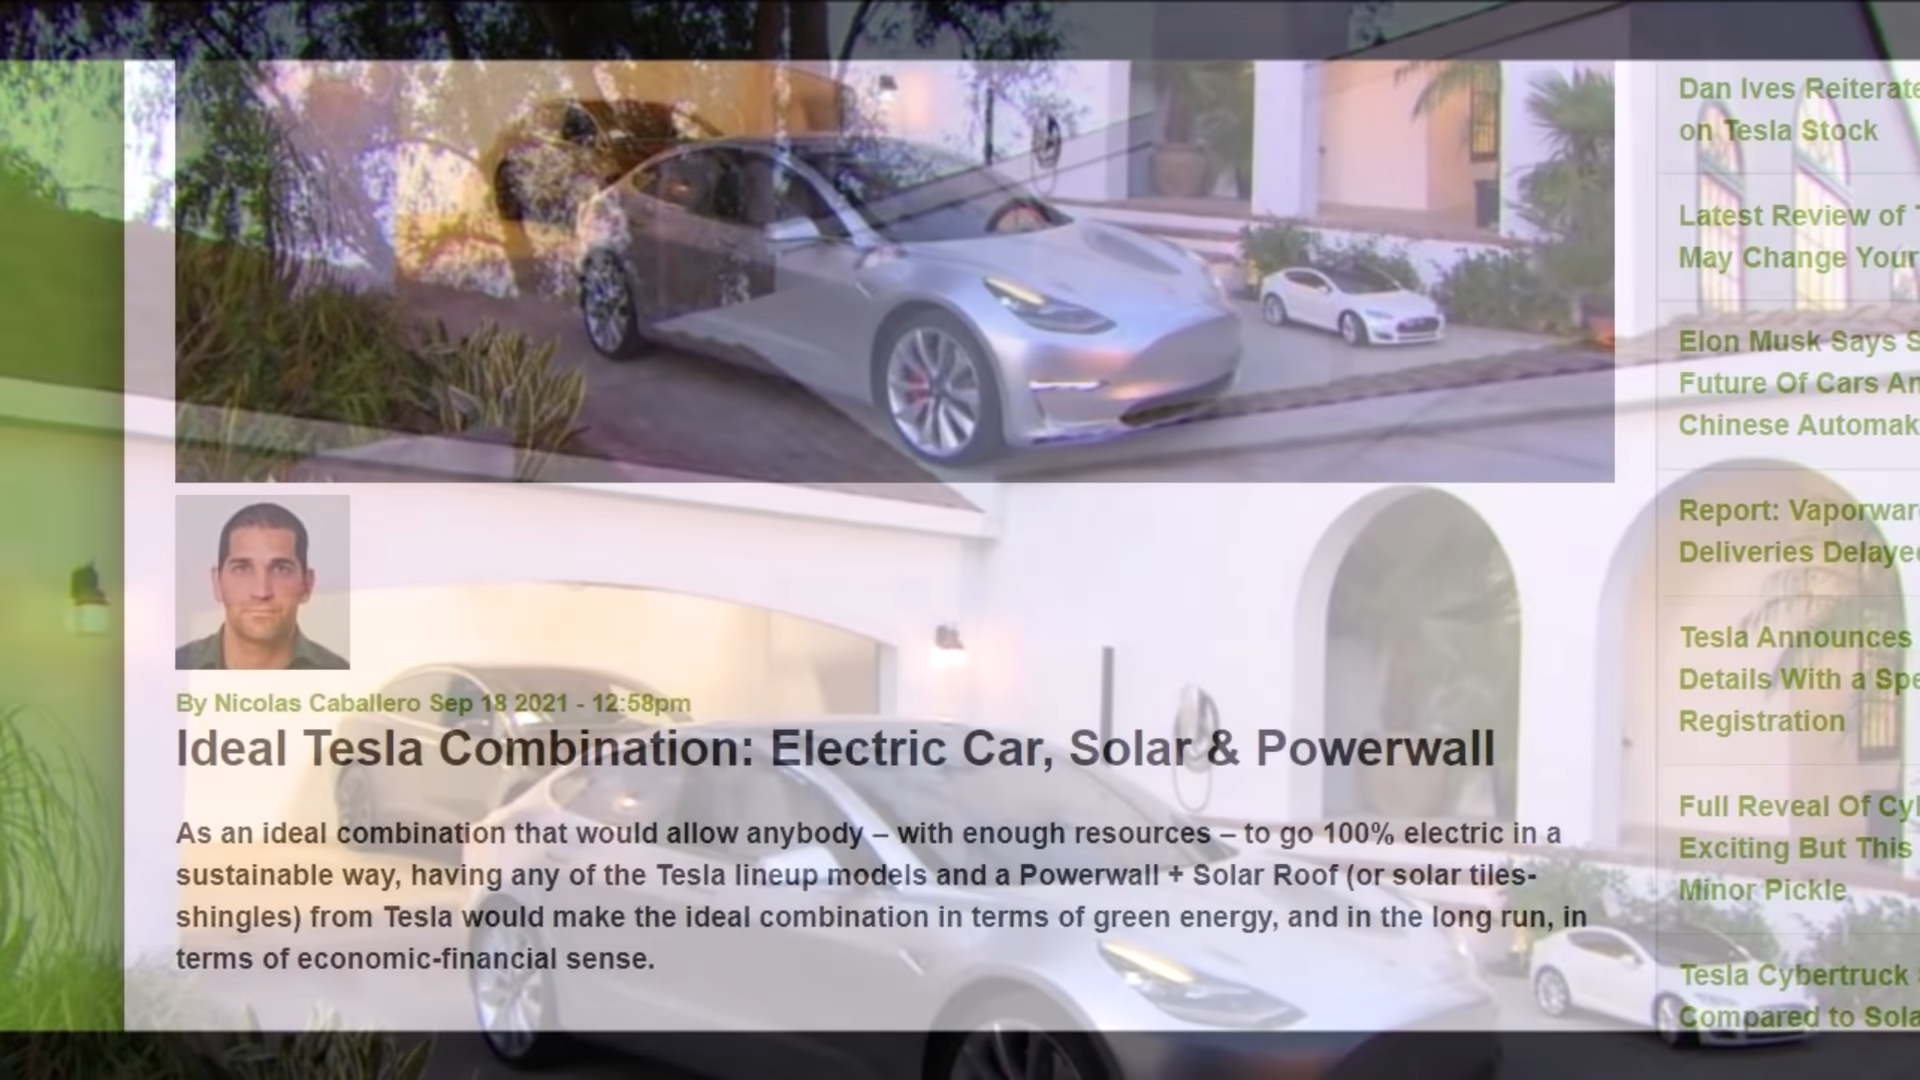 By Nicolas Caballero Sep 18 2021 - 12:58pm
Ideal Tesla Combination: Electric Car, Solar & Powerwall
As an ideal combination that would allow anybody – with enough resources – to go 100% electric in a
sustainable way, having any of the Tesla lineup models and a Powerwall + Solar Roof (or solar tiles-
shingles) from Tesla would make the ideal combination in terms of green energy, and in the long run, in
terms of economic-financial sense.
Dan Ives Reiterate
on Tesla Stock
Latest Review of T
May Change Your
Elon Musk Says S
Future Of Cars An
Chinese Automak
Report: Vaporwar
Deliveries Delaye
Tesla Announces
Details With a Spe
Registration
Full Reveal Of Cy
Exciting But This
Minor Pickle
Tesla Cybertruck
Compared to Sola